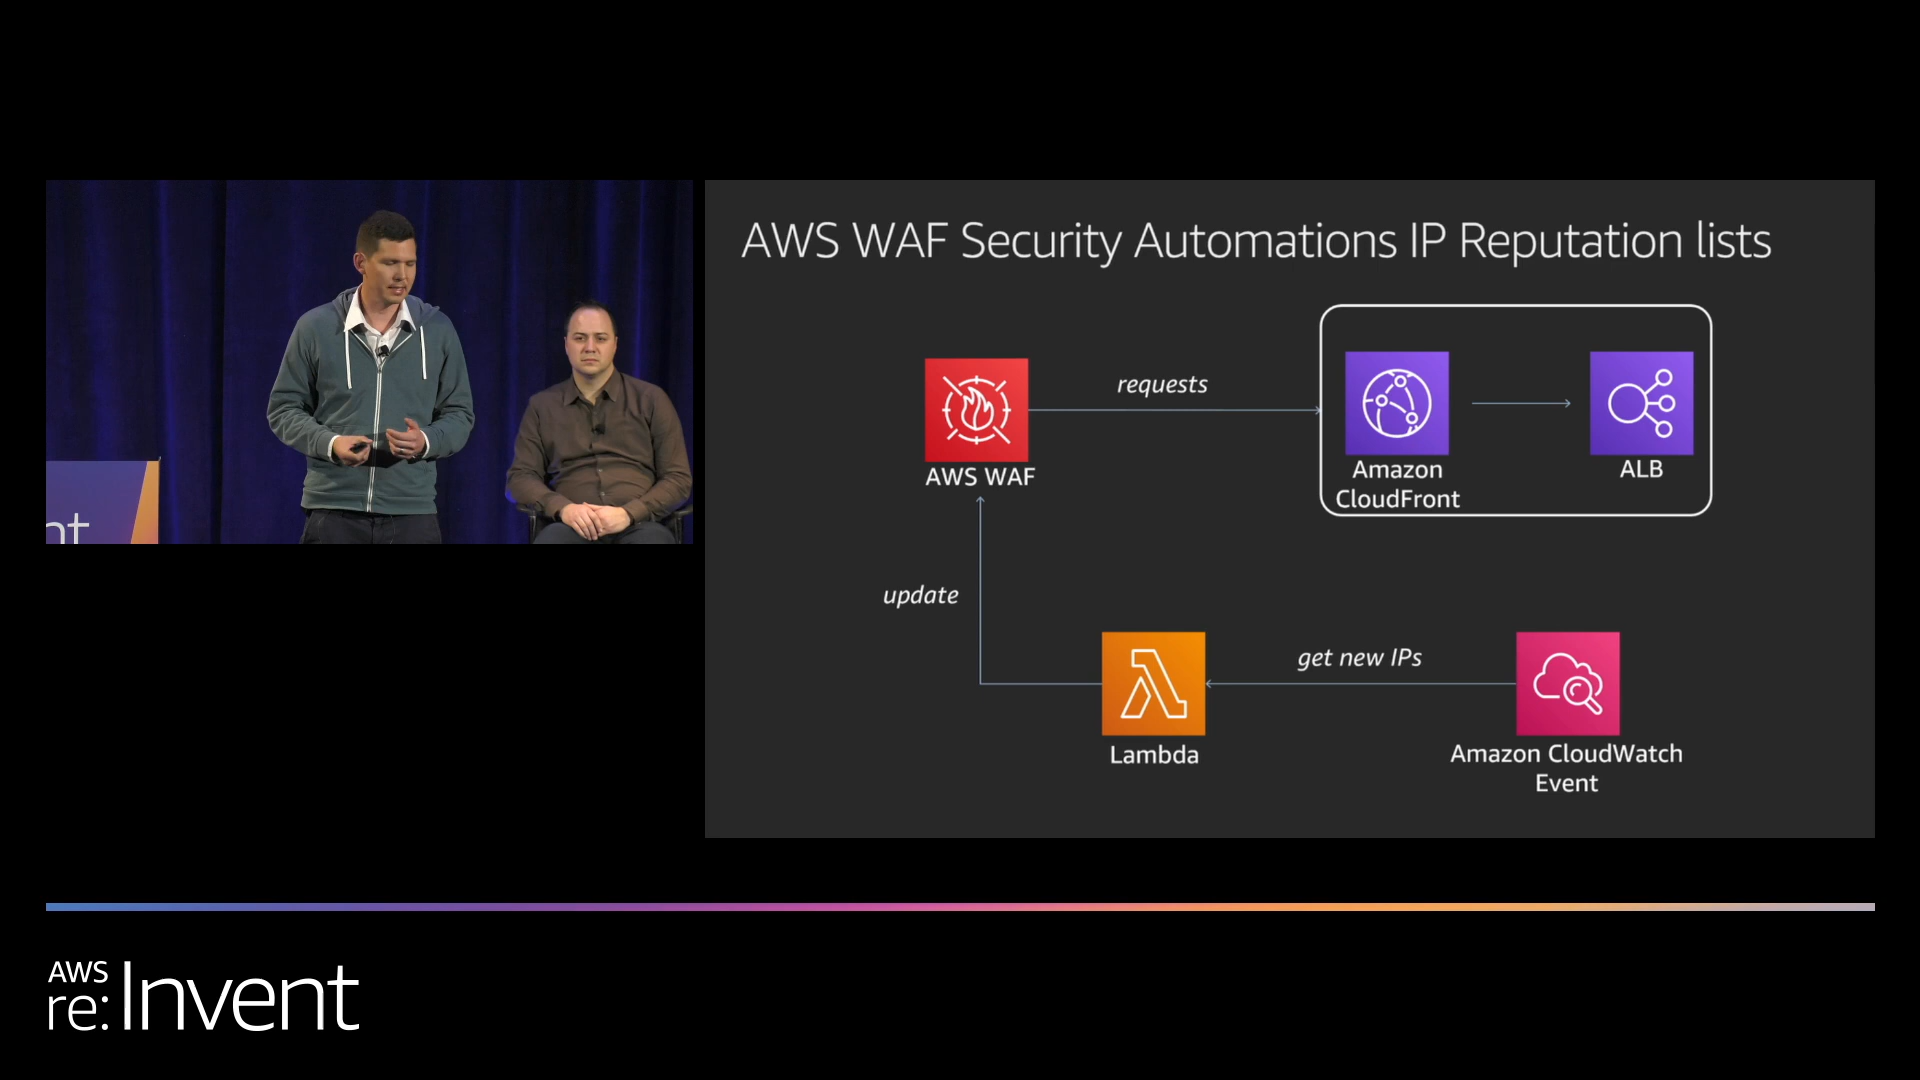 AWS WAF Security Automations IP Reputation lists
requests
AWS WAF
Amazon
CloudFront
ALB
update
get new IPs
Lambda
Amazon CloudWatch
Event
nt
AWS
re:Invent